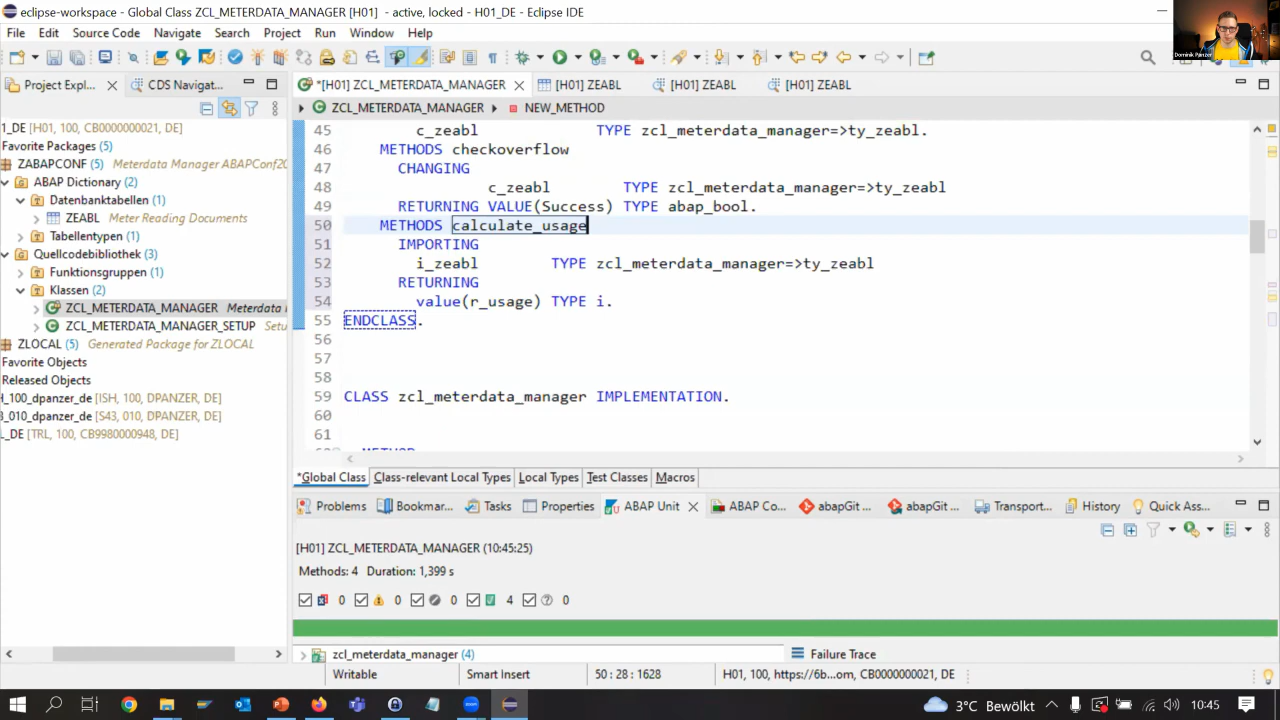 eclipse-workspace - Global Class ZCL_METERDATA_MANAGER [H01] - active, locked - H01_DE - Eclipse IDE
Dominik Panzer
File Edit Source Code Navigate Search Project Run Window Help
Project Expl... CDS Navigat...
*[H01] ZCL_METERDATA_MANAGER [H01] ZEABL [H01] ZEABL [H01] ZEABL
ZCL_METERDATA_MANAGER NEW_METHOD
1_DE [H01, 100, CB0000000021, DE]
Favorite Packages (5)
ZABAPCONF (5) Meterdata Manager ABAPConf20
ABAP Dictionary (2)
Datenbanktabellen (1)
ZEABL Meter Reading Documents
Tabellentypen (1)
Quellcodebibliothek (3)
Funktionsgruppen (1)
Klassen (2)
ZCL_METERDATA_MANAGER Meterdata
ZCL_METERDATA_MANAGER_SETUP Setu
ZLOCAL (5) Generated Package for ZLOCAL
Favorite Objects
Released Objects
H_100_dpanzer_de [ISH, 100, DPANZER, DE]
3_010_dpanzer_de [S43, 010, DPANZER, DE]
L_DE [TRL, 100, CB9980000948, DE]
45 c_zeabl TYPE zcl_meterdata_manager=>ty_zeabl.
46 METHODS checkoverflow
47 CHANGING
48 c_zeabl TYPE zcl_meterdata_manager=>ty_zeabl
49 RETURNING VALUE(Success) TYPE abap_bool.
50 METHODS calculate_usage
51 IMPORTING
52 i_zeabl TYPE zcl_meterdata_manager=>ty_zeabl
53 RETURNING
54 value(r_usage) TYPE i.
55 ENDCLASS.
56
57
58
59 CLASS zcl_meterdata_manager IMPLEMENTATION.
60
61
*Global Class Class-relevant Local Types Local Types Test Classes Macros
Problems Bookmar... Tasks Properties ABAP Unit ABAP Co... abapGit ... abapGit ... Transport... History Quick Ass...
[H01] ZCL_METERDATA_MANAGER (10:45:25)
Methods: 4 Duration: 1,399 s
0 0 0 4 0
zcl_meterdata_manager (4) Failure Trace
Writable Smart Insert 50 : 28 : 1628 H01, 100, https://6b...om, CB0000000021, DE
3°C Bewölkt 10:45